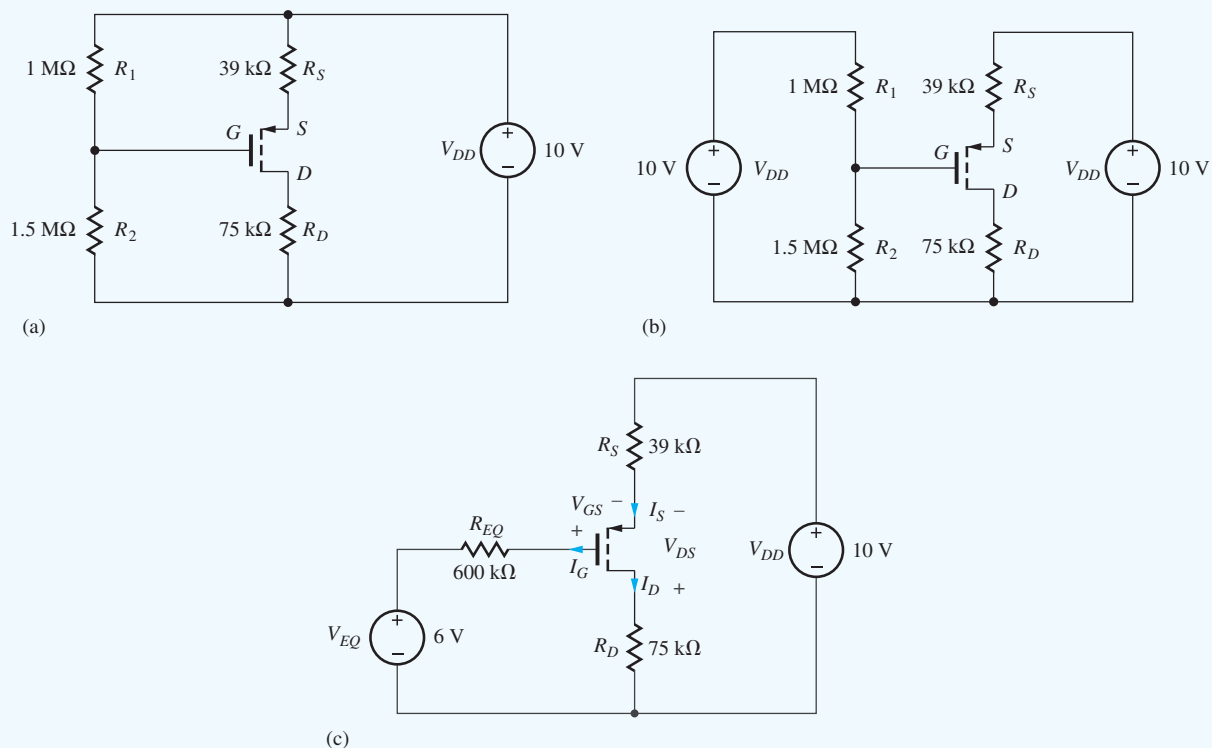 1 MΩ R1 39 kΩ RS
G S
VDD + − 10 V
D
1.5 MΩ R2 75 kΩ RD
(a)
1 MΩ R1 39 kΩ RS
G S
10 V + − VDD
VDD + − 10 V
D
1.5 MΩ R2 75 kΩ RD
(b)
RS 39 kΩ
VGS − IS −
REQ +
VDS
VDD + − 10 V
600 kΩ IG
ID +
VEQ + − 6 V
RD 75 kΩ
(c)